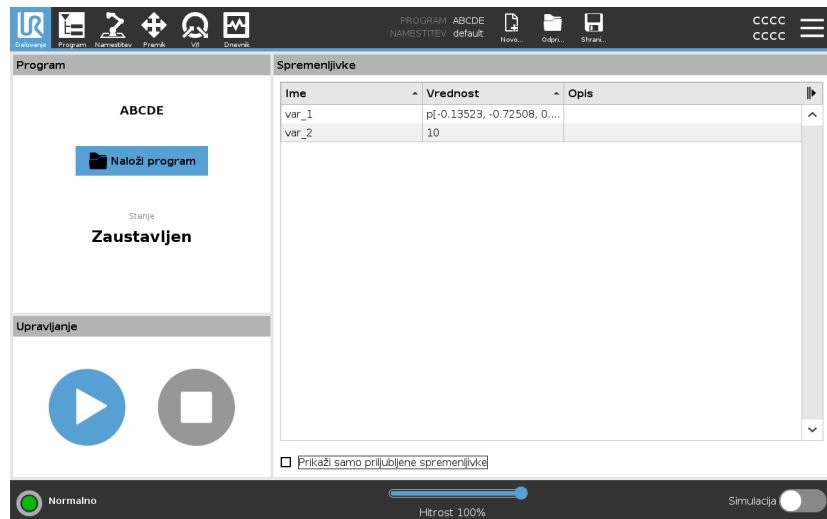 UR
Delovanje
Program
Namestitev
Premik
V/I
Dnevnik
PROGRAM ABCDE
NAMESTITEV default
Novo...
Odpri...
Shrani...
CCCC
CCCC
Program
ABCDE
Naloži program
Stanje
Zaustavljen
Upravljanje
Spremenljivke
Ime Vrednost Opis
var_1 p[-0.13523, -0.72508, 0....
var_2 10
Prikaži samo priljubljene spremenljivke
Normalno
Hitrost 100%
Simulacija